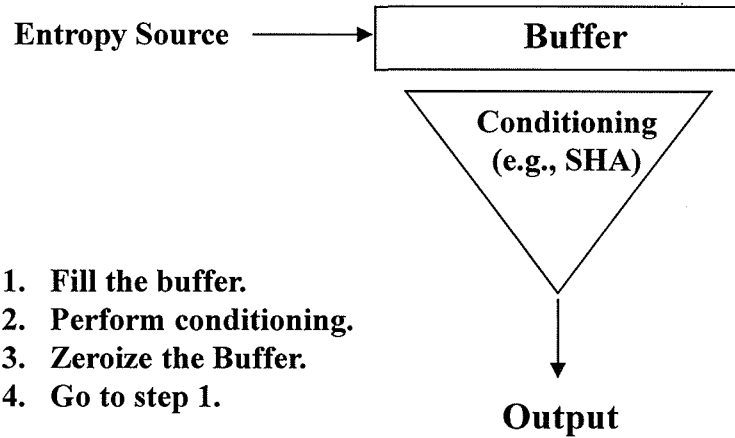 Entropy Source
Buffer
Conditioning
(e.g., SHA)
1. Fill the buffer.
2. Perform conditioning.
3. Zeroize the Buffer.
4. Go to step 1.
Output